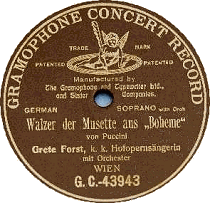 GRAMOPHONE CONCERT RECORD
TRADE MARK
PATENTED PATENTED
Manufactured by
The Gramophone and Typewriter Ltd.,
and Sister Companies.
GERMAN SOPRANO with Orch
Walzer der Musette aus „Boheme“
von Puccini
Grete Forst, k. k. Hofopernsängerin
mit Orchester
WIEN
G.C.-43943